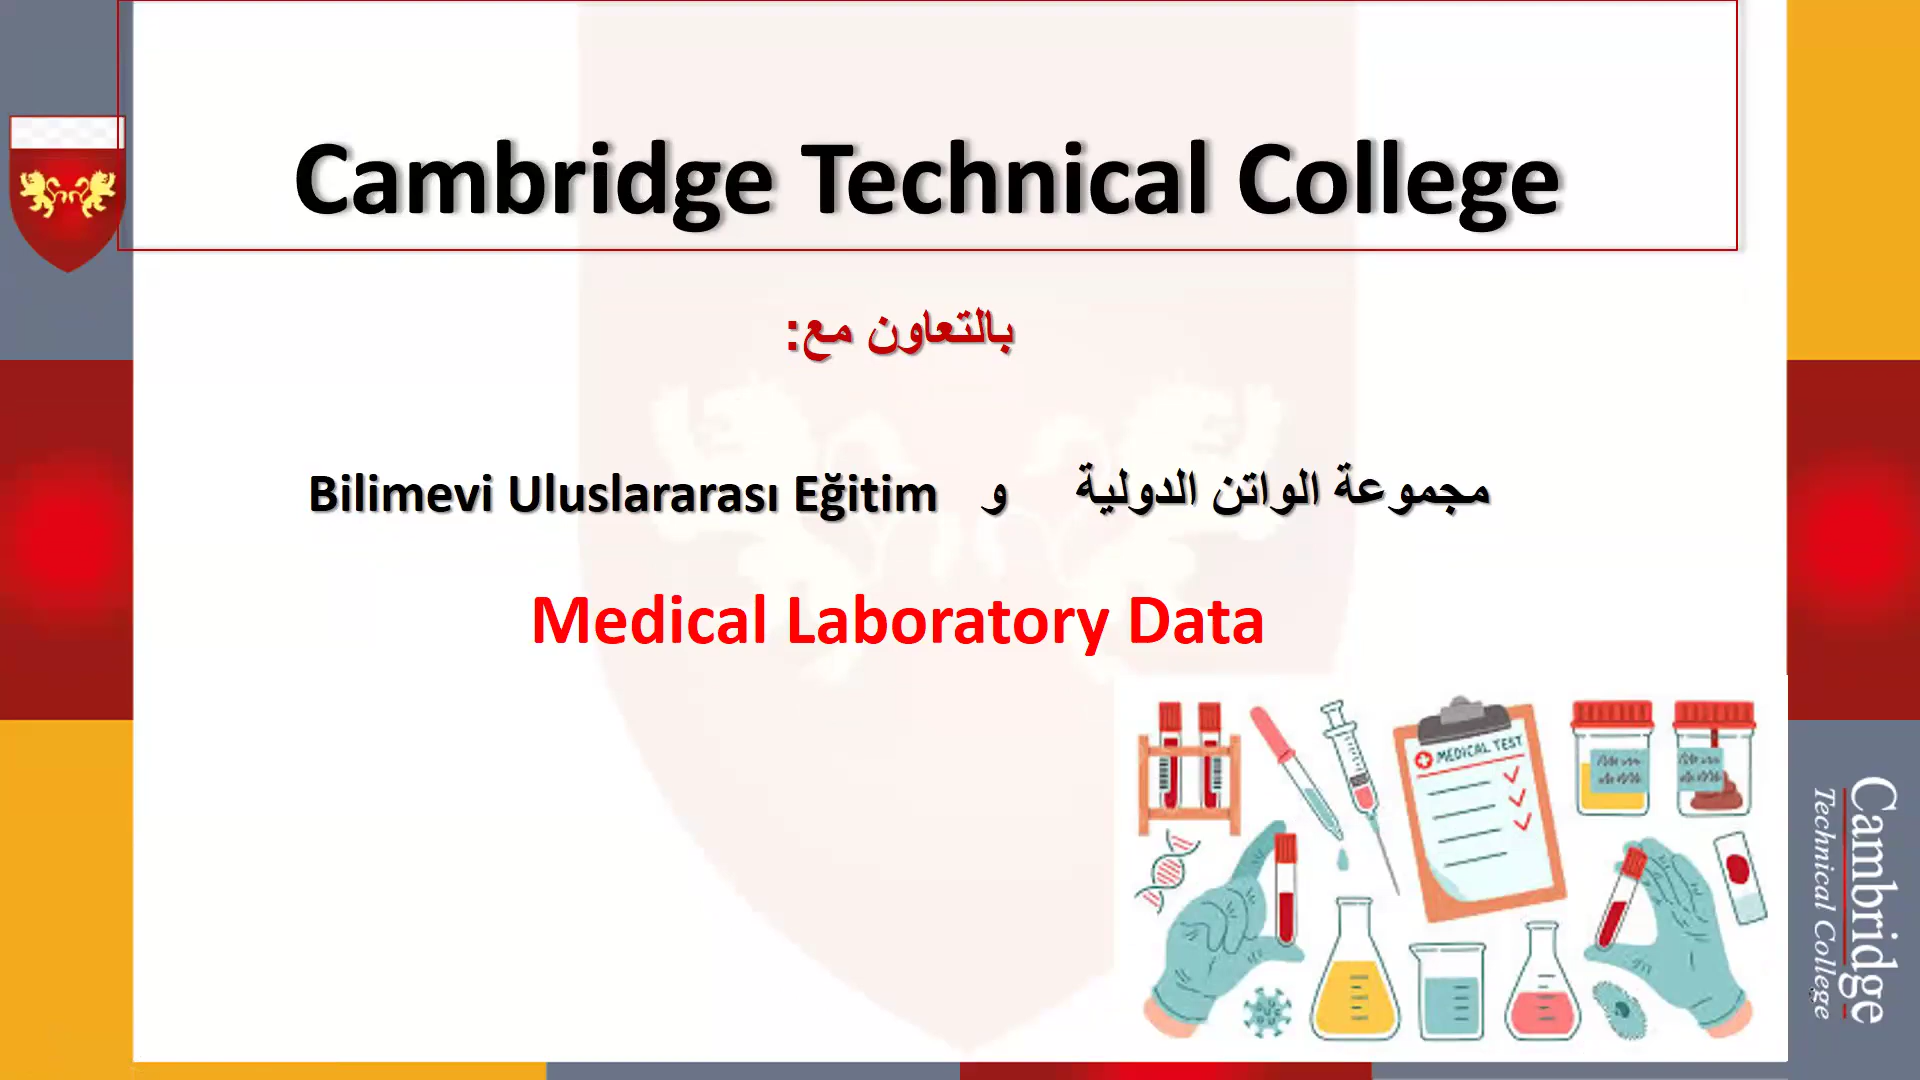 Cambridge Technical College
بالتعاون مع:
مجموعة الواتن الدولية و Bilimevi Uluslararası Eğitim
Medical Laboratory Data
MEDICAL TEST
Cambridge
Technical College